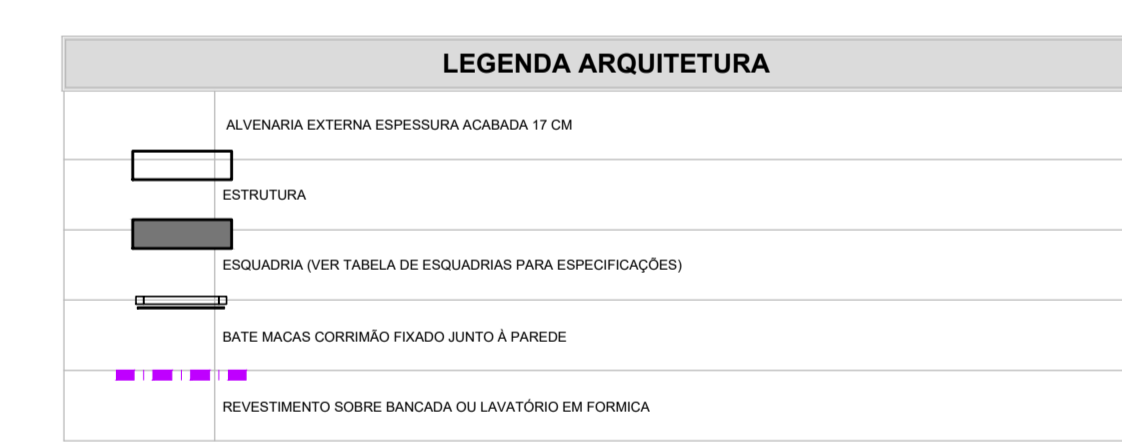 LEGENDA ARQUITETURA
ALVENARIA EXTERNA ESPESSURA ACABADA 17 CM
ESTRUTURA
ESQUADRIA (VER TABELA DE ESQUADRIAS PARA ESPECIFICAÇÕES)
BATE MACAS CORRIMÃO FIXADO JUNTO À PAREDE
REVESTIMENTO SOBRE BANCADA OU LAVATÓRIO EM FORMICA